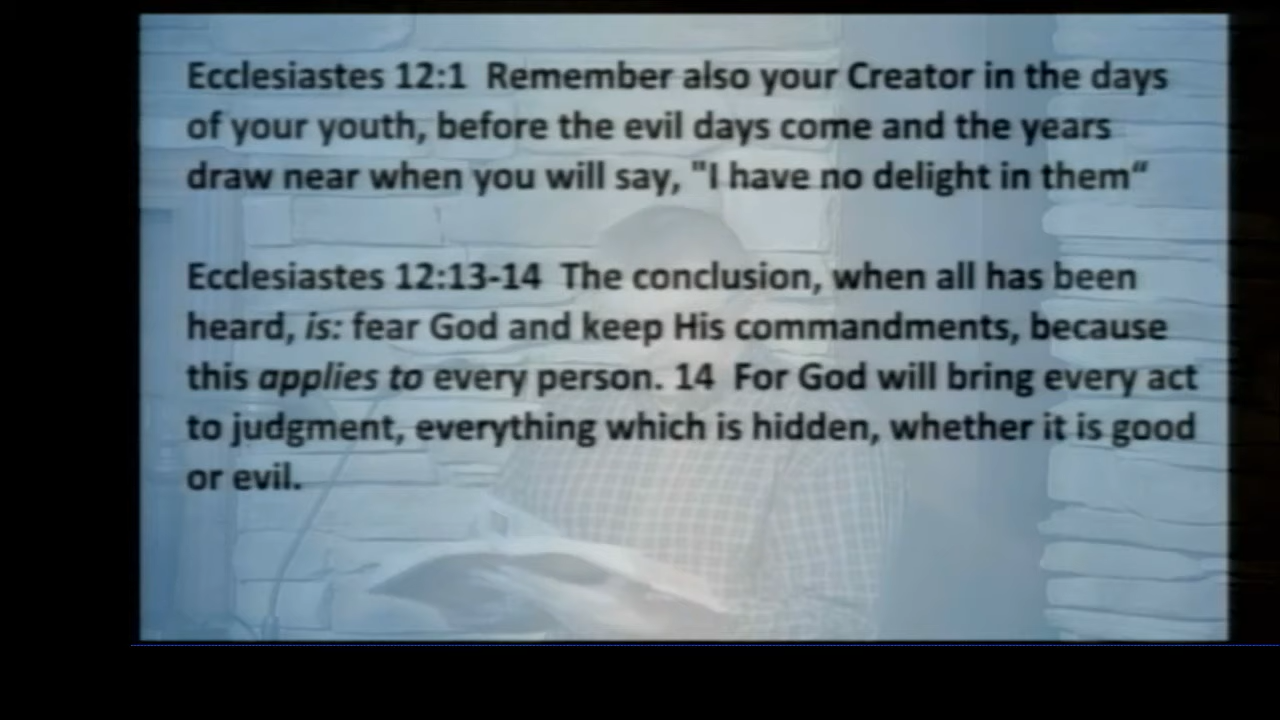 Ecclesiastes 12:1  Remember also your Creator in the days
of your youth, before the evil days come and the years
draw near when you will say, "I have no delight in them“
Ecclesiastes 12:13-14  The conclusion, when all has been
heard, is: fear God and keep His commandments, because
this applies to every person. 14  For God will bring every act
to judgment, everything which is hidden, whether it is good
or evil.